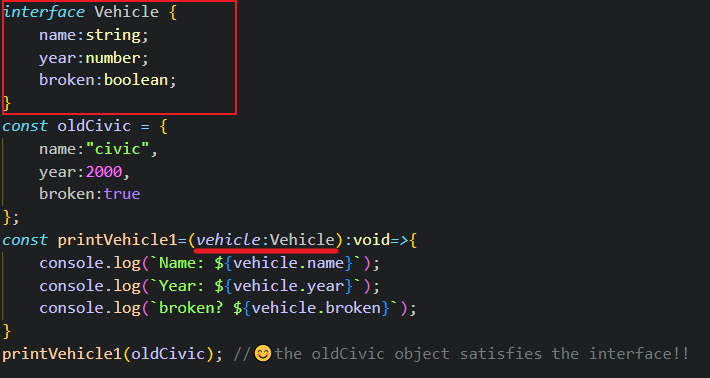 interface Vehicle {
    name:string;
    year:number;
    broken:boolean;
}
const oldCivic = {
    name:"civic",
    year:2000,
    broken:true
};
const printVehicle1=(vehicle:Vehicle):void=>{
    console.log(`Name: ${vehicle.name}`);
    console.log(`Year: ${vehicle.year}`);
    console.log(`broken? ${vehicle.broken}`);
}
printVehicle1(oldCivic); //😊the oldCivic object satisfies the interface!!